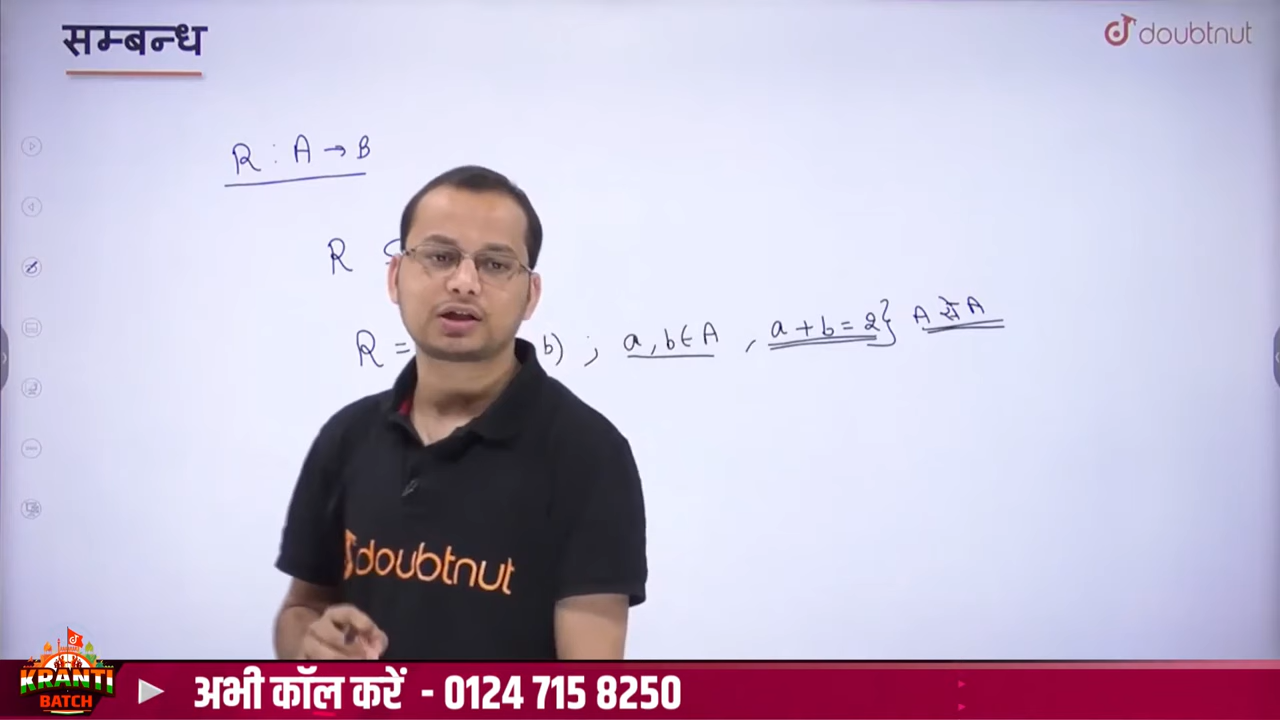 सम्बन्ध
doubtnut
R : A → B
R
R = b) ; a, b ∈ A , a + b = 2} A से A
doubtnut
KRANTI
BATCH
अभी कॉल करें - 0124 715 8250